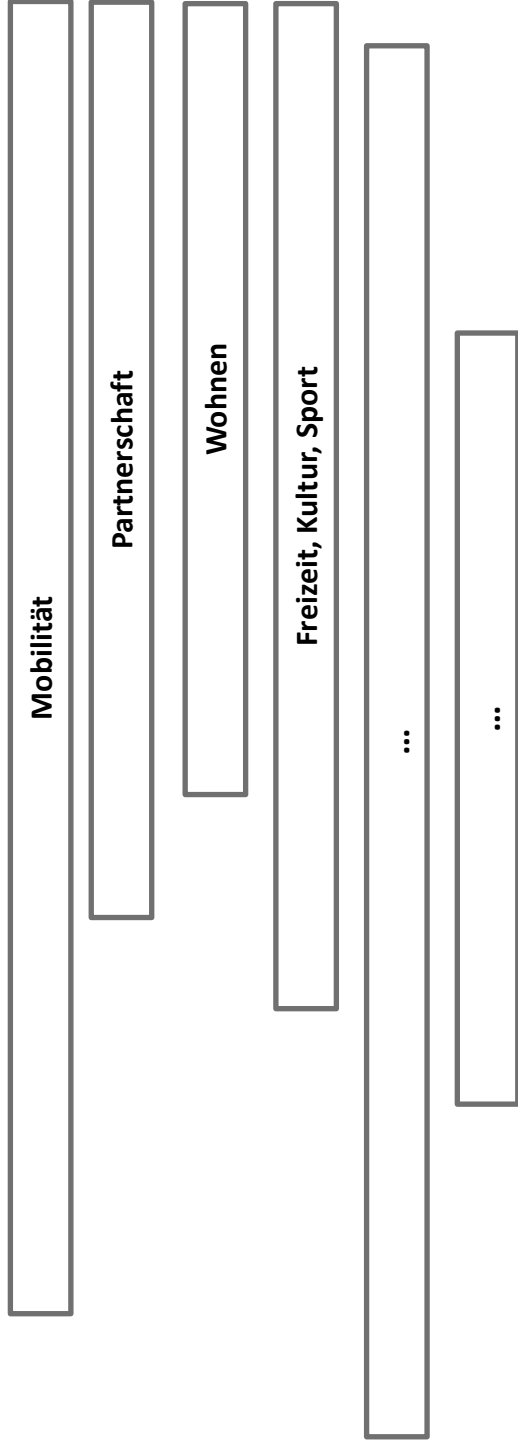 Mobilität
Partnerschaft
Wohnen
Freizeit, Kultur, Sport
...
...